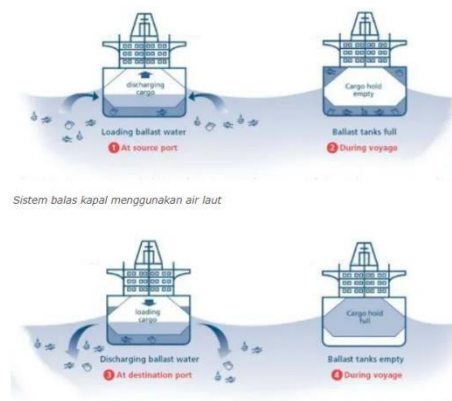 discharging
cargo
Cargo hold
empty
Loading ballast water
Ballast tanks full
1 At source port
2 During voyage
Sistem balas kapal menggunakan air laut
loading
cargo
Cargo hold
full
Discharging ballast water
Ballast tanks empty
3 At destination port
4 During voyage